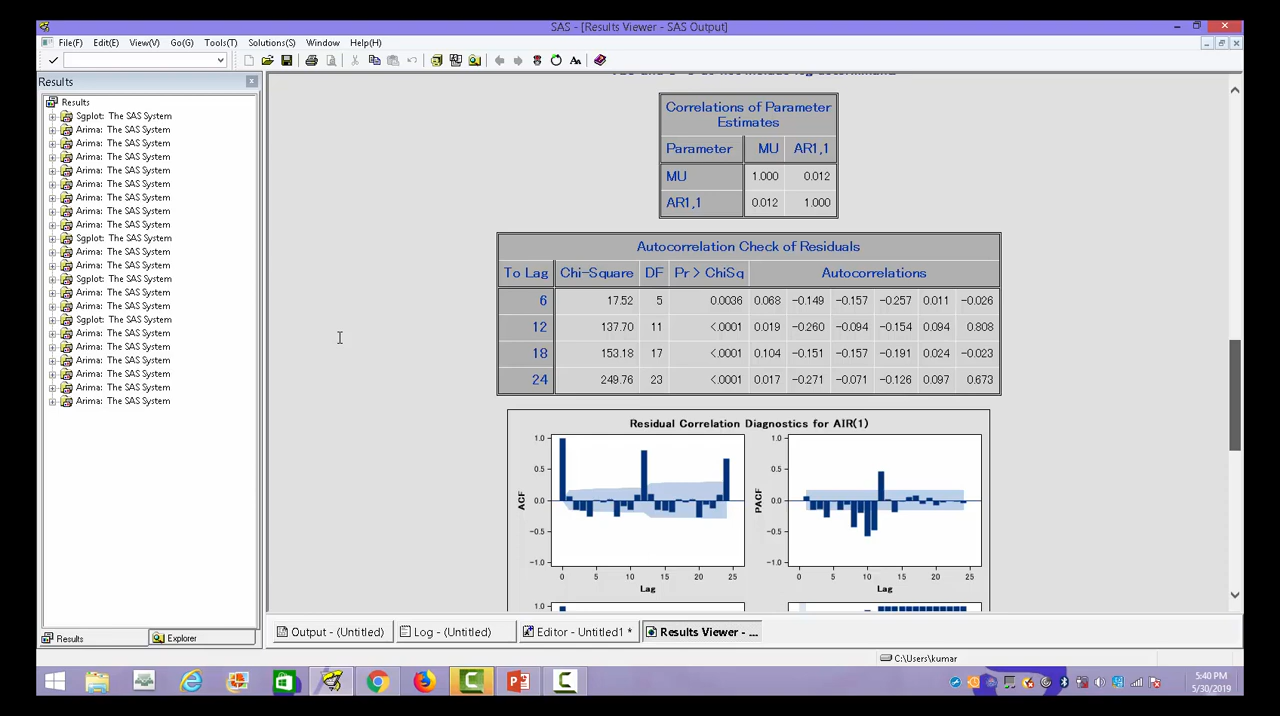 SAS - [Results Viewer - SAS Output]
File(F) Edit(E) View(V) Go(G) Tools(T) Solutions(S) Window Help(H)
Results
Results
Sgplot: The SAS System
Arima: The SAS System
Arima: The SAS System
Arima: The SAS System
Arima: The SAS System
Arima: The SAS System
Arima: The SAS System
Arima: The SAS System
Arima: The SAS System
Sgplot: The SAS System
Arima: The SAS System
Arima: The SAS System
Sgplot: The SAS System
Arima: The SAS System
Arima: The SAS System
Sgplot: The SAS System
Arima: The SAS System
Arima: The SAS System
Arima: The SAS System
Arima: The SAS System
Arima: The SAS System
Arima: The SAS System
Results Explorer
Correlations of Parameter
Estimates
Parameter MU AR1,1
MU 1.000 0.012
AR1,1 0.012 1.000
Autocorrelation Check of Residuals
To Lag Chi-Square DF Pr > ChiSq Autocorrelations
6 17.52 5 0.0036 0.068 -0.149 -0.157 -0.257 0.011 -0.026
12 137.70 11 <.0001 0.019 -0.260 -0.094 -0.154 0.094 0.808
18 153.18 17 <.0001 0.104 -0.151 -0.157 -0.191 0.024 -0.023
24 249.76 23 <.0001 0.017 -0.271 -0.071 -0.126 0.097 0.673
Residual Correlation Diagnostics for AIR(1)
1.0
0.5
0.0
-0.5
-1.0
ACF
0 5 10 15 20 25
Lag
1.0
0.5
0.0
-0.5
-1.0
PACF
0 5 10 15 20 25
Lag
1.0
Output - (Untitled) Log - (Untitled) Editor - Untitled1 * Results Viewer - ...
C:\Users\kumar
5:40 PM
5/30/2019